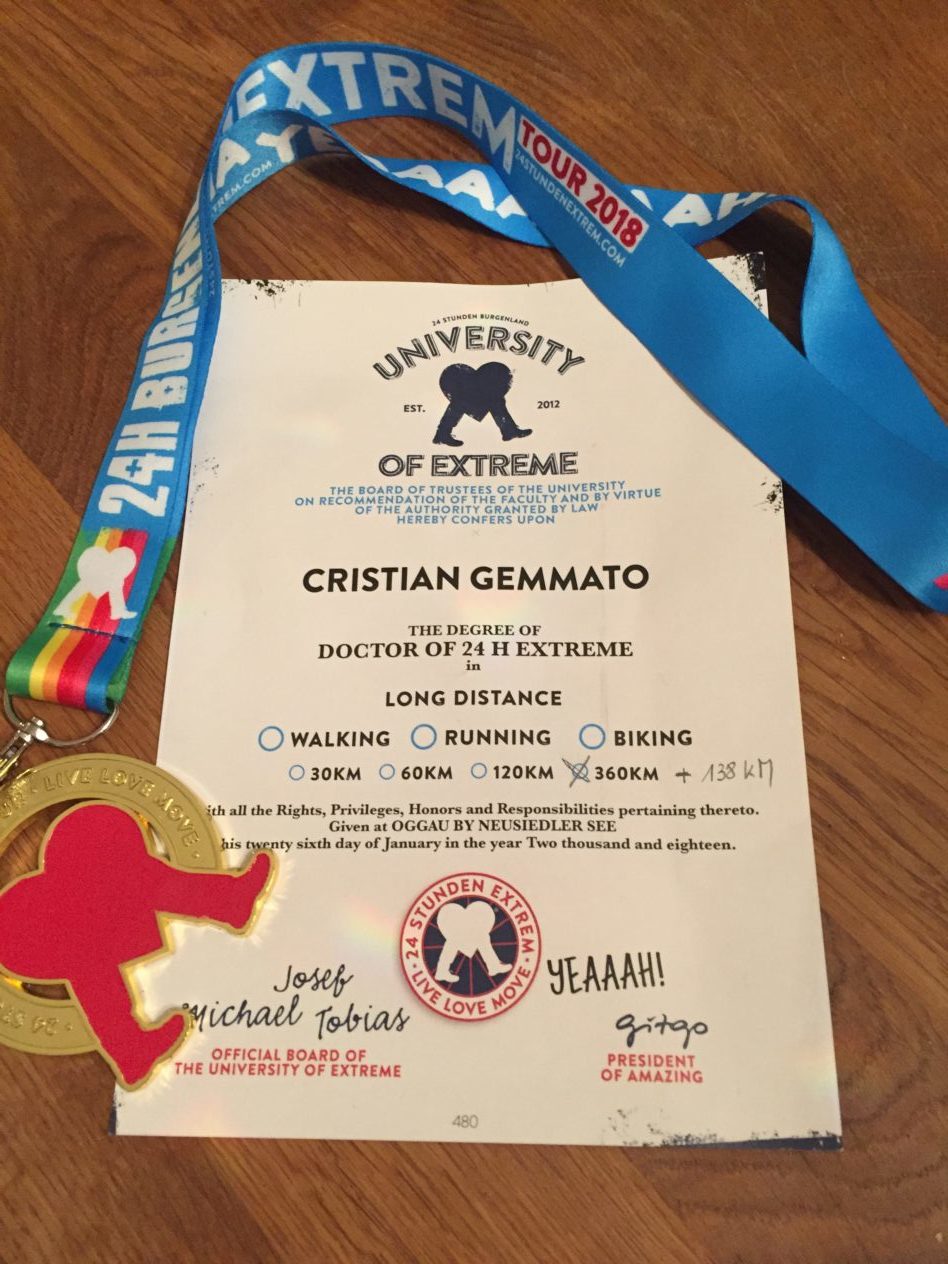 EXTREM
TOUR 2018
24STUNDENEXTREM.COM
24H BURGEN
TREM.COM
24 STUNDEN BURGENLAND
UNIVERSITY
EST. 2012
OF EXTREME
THE BOARD OF TRUSTEES OF THE UNIVERSITY
ON RECOMMENDATION OF THE FACULTY AND BY VIRTUE
OF THE AUTHORITY GRANTED BY LAW
HEREBY CONFERS UPON
CRISTIAN GEMMATO
THE DEGREE OF
DOCTOR OF 24 H EXTREME
in
LONG DISTANCE
WALKING RUNNING BIKING
30KM 60KM 120KM 360KM + 138 KM
ith all the Rights, Privileges, Honors and Responsibilities pertaining thereto.
Given at OGGAU BY NEUSIEDLER SEE
his twenty sixth day of January in the year Two thousand and eighteen.
LIVE LOVE MOVE
24 STUNDEN EXTREM
LIVE LOVE MOVE
YEAAAH!
Josef
Michael Tobias
OFFICIAL BOARD OF
THE UNIVERSITY OF EXTREME
gitgo
PRESIDENT
OF AMAZING
480